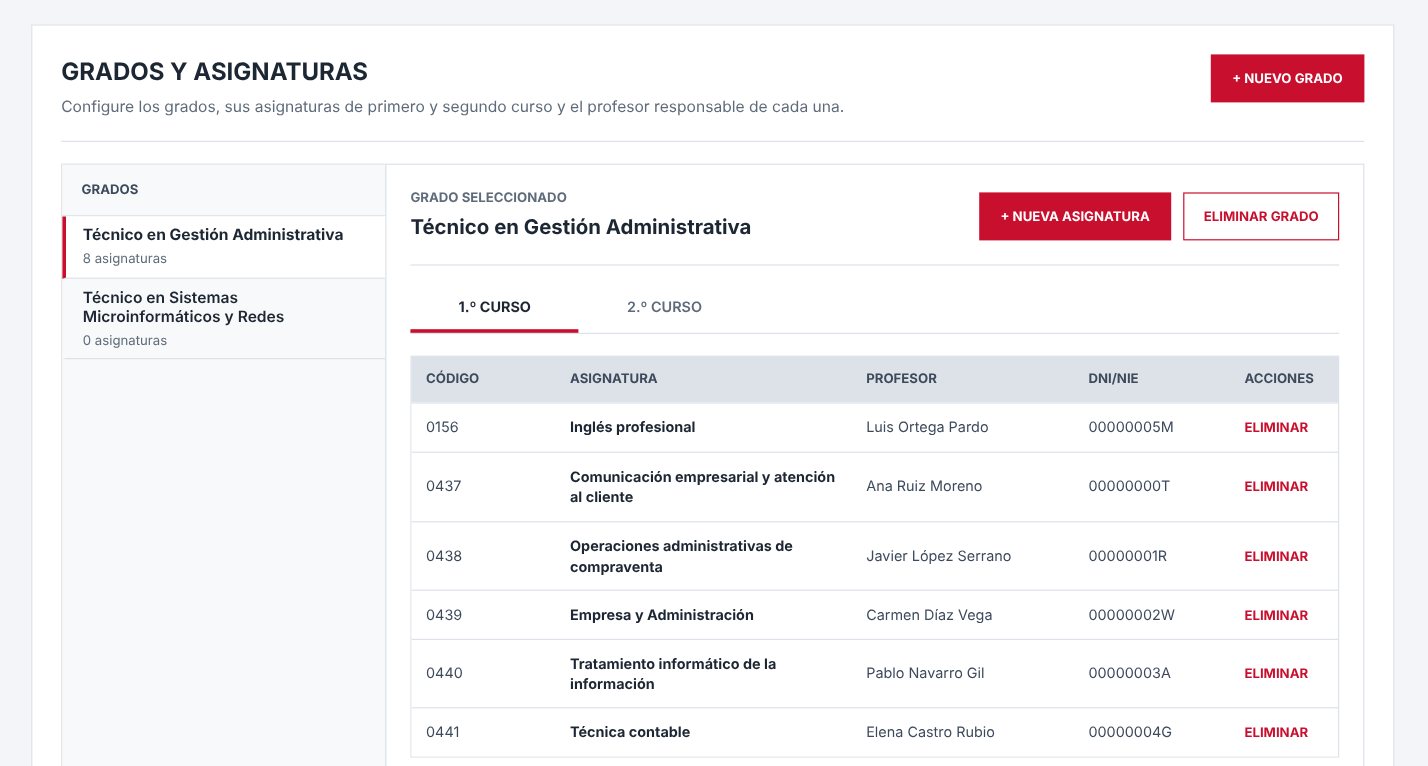 GRADOS Y ASIGNATURAS
+ NUEVO GRADO
Configure los grados, sus asignaturas de primero y segundo curso y el profesor responsable de cada una.
GRADOS
Técnico en Gestión Administrativa
8 asignaturas
Técnico en Sistemas
Microinformáticos y Redes
0 asignaturas
GRADO SELECCIONADO
Técnico en Gestión Administrativa
+ NUEVA ASIGNATURA
ELIMINAR GRADO
1.º CURSO
2.º CURSO
CÓDIGO ASIGNATURA PROFESOR DNI/NIE ACCIONES
0156 Inglés profesional Luis Ortega Pardo 00000005M ELIMINAR
0437 Comunicación empresarial y atención
al cliente Ana Ruiz Moreno 00000000T ELIMINAR
0438 Operaciones administrativas de
compraventa Javier López Serrano 00000001R ELIMINAR
0439 Empresa y Administración Carmen Díaz Vega 00000002W ELIMINAR
0440 Tratamiento informático de la
información Pablo Navarro Gil 00000003A ELIMINAR
0441 Técnica contable Elena Castro Rubio 00000004G ELIMINAR